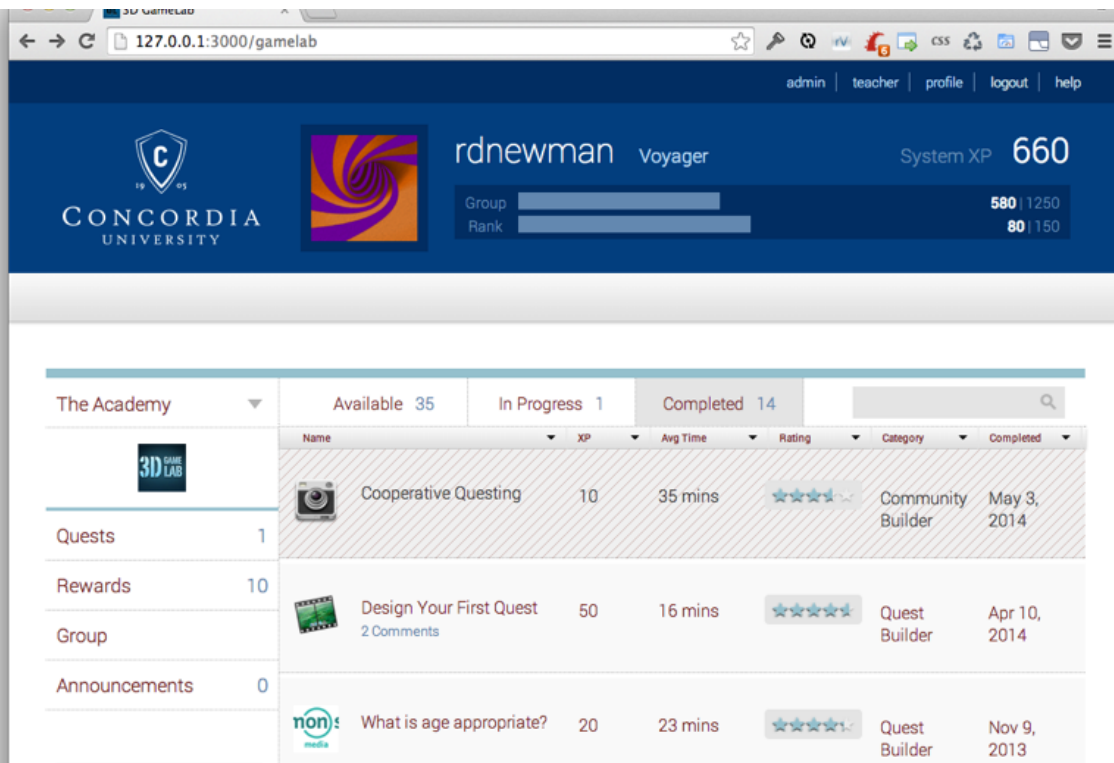 3D GameLab
127.0.0.1:3000/gamelab
6
css
admin teacher profile logout help
C
19 05
CONCORDIA
UNIVERSITY
rdnewman Voyager System XP 660
Group 580 | 1250
Rank 80 | 150
The Academy Available 35 In Progress 1 Completed 14
Name XP Avg Time Rating Category Completed
3D GAME LAB
Cooperative Questing 10 35 mins Community Builder May 3, 2014
Quests 1
Rewards 10
Design Your First Quest 50 16 mins Quest Builder Apr 10, 2014
2 Comments
Group
Announcements 0
What is age appropriate? 20 23 mins Quest Builder Nov 9, 2013
media